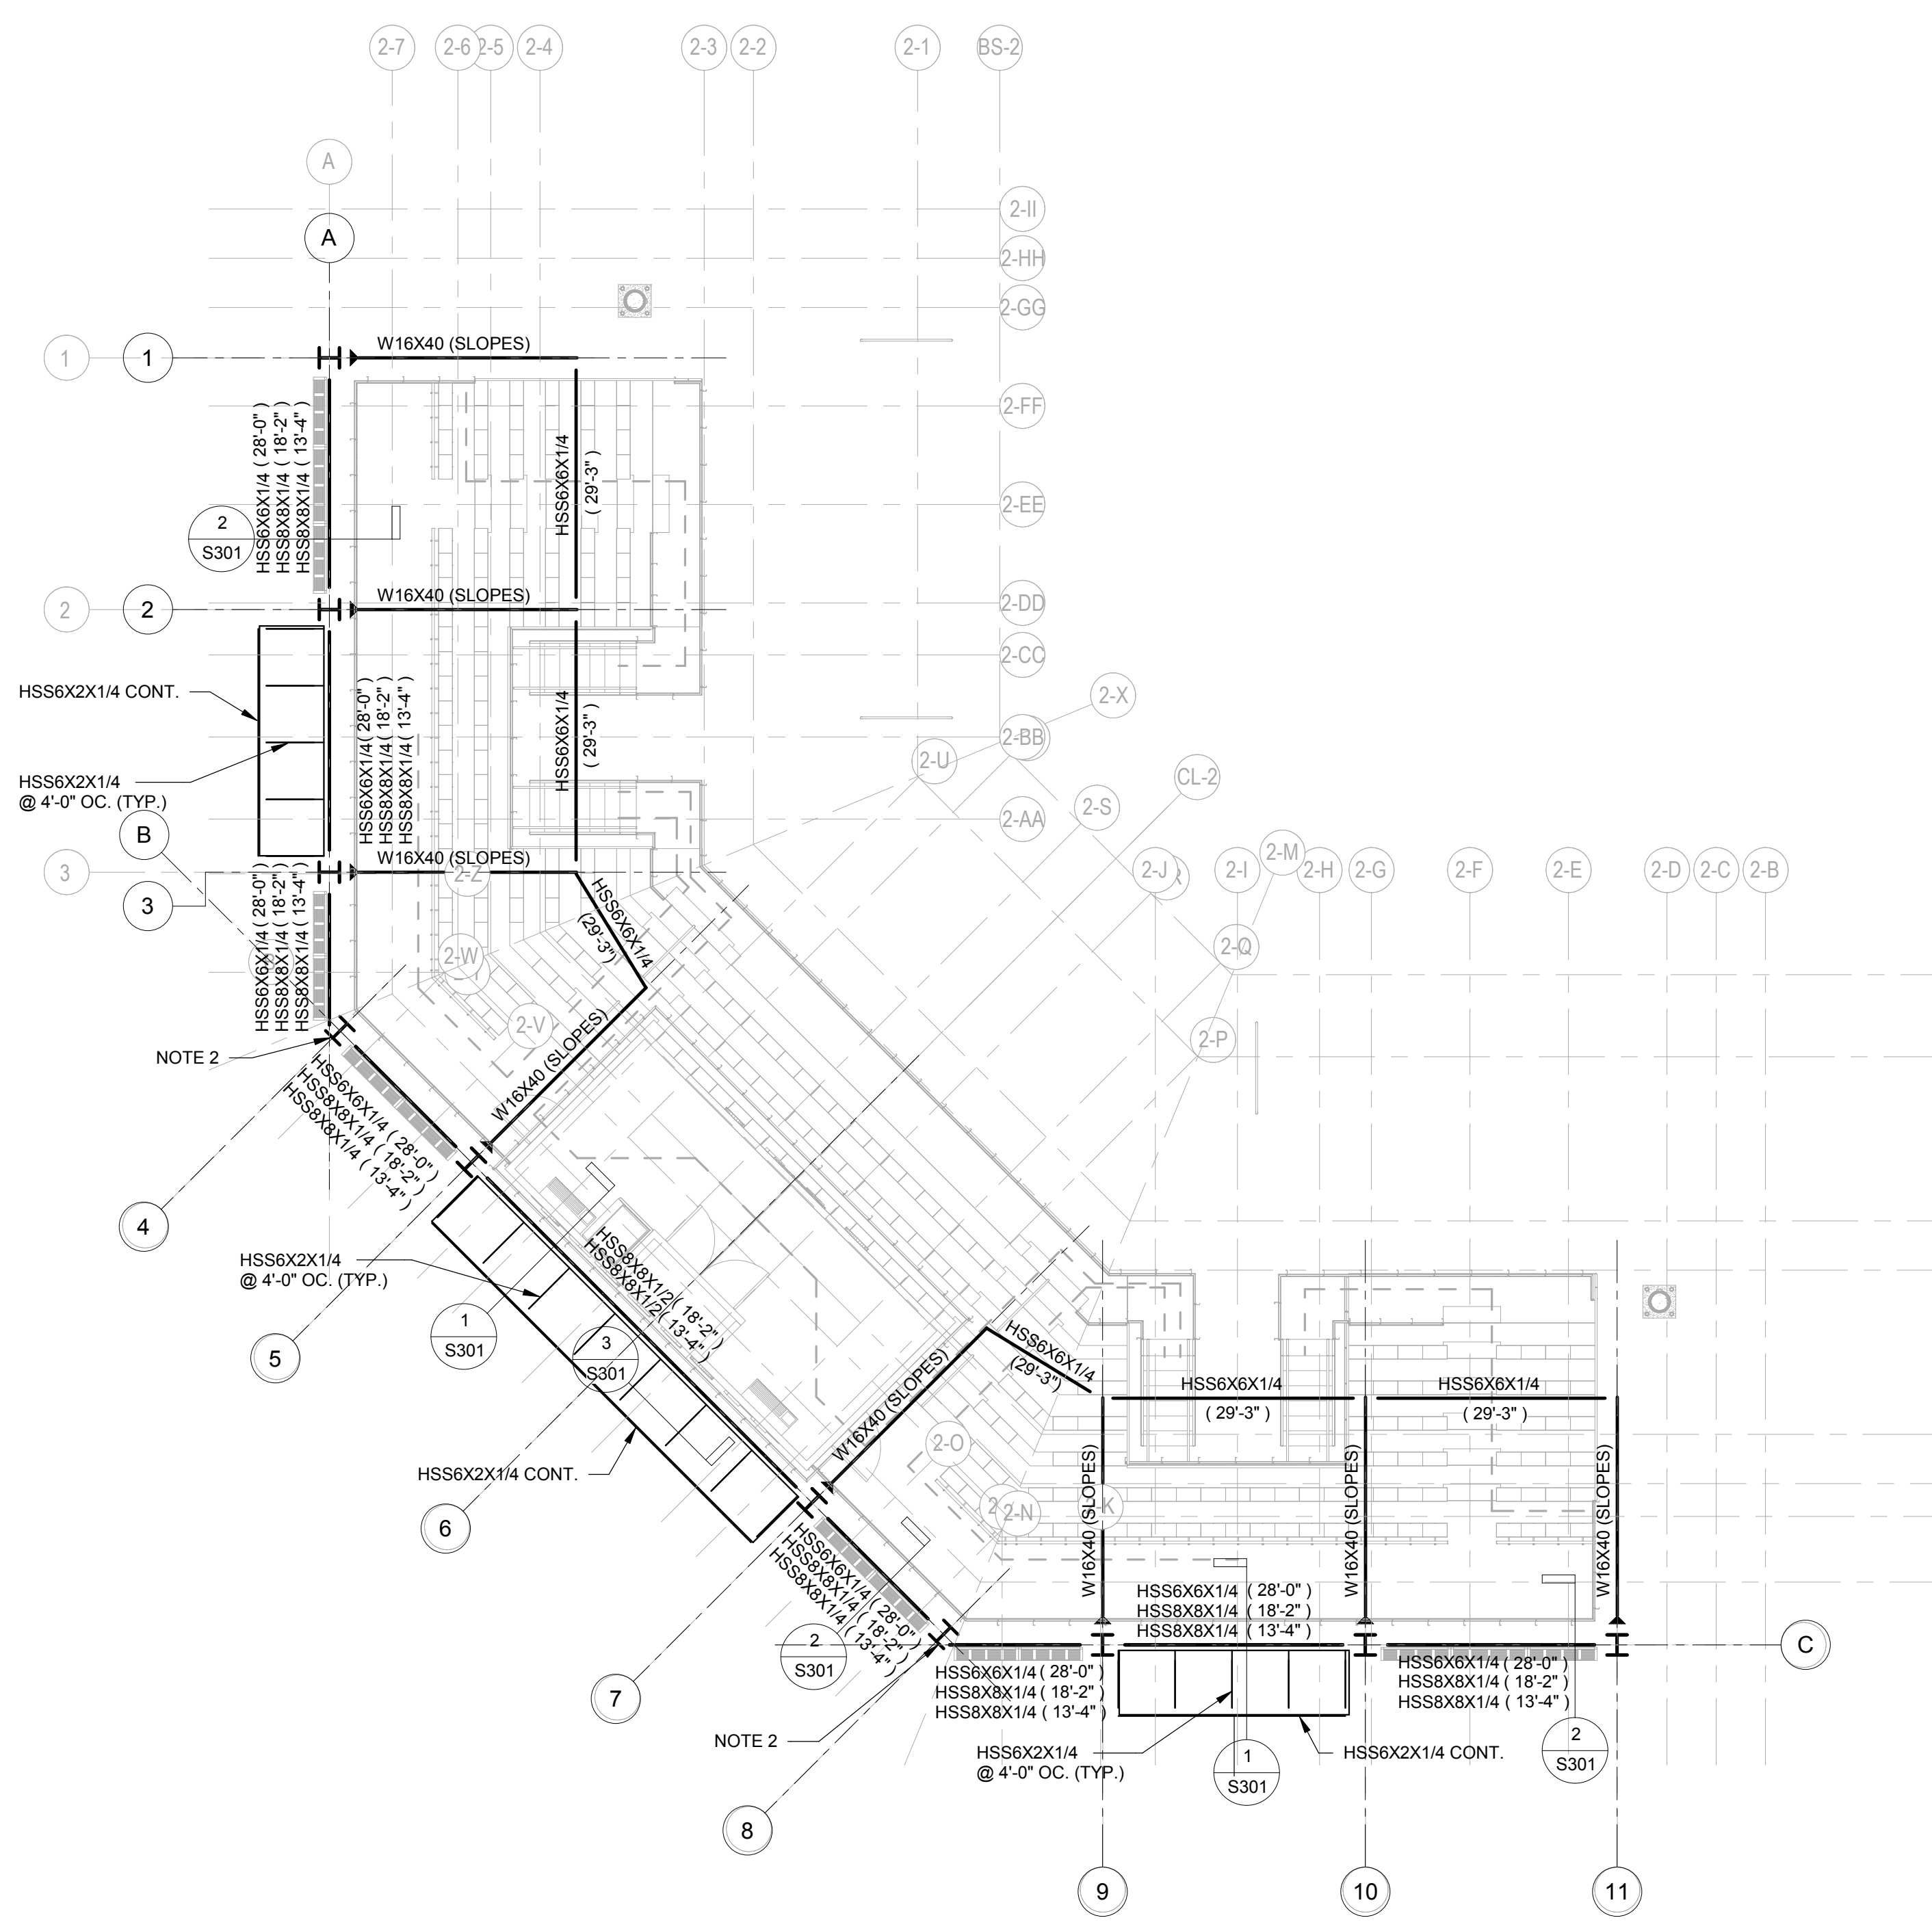 2-7
2-6
2-5
2-4
2-3
2-2
2-1
BS-2
A
A
2-II
2-HH
2-GG
2-FF
2-EE
2-DD
2-CC
2-BB
2-AA
1
1
W16X40 (SLOPES)
HSS6X6X1/4 ( 28'-0" )
HSS8X8X1/4 ( 18'-2" )
HSS8X8X1/4 ( 13'-4" )
HSS6X6X1/4
( 29'-3" )
2
S301
2
2
W16X40 (SLOPES)
HSS6X2X1/4 CONT.
HSS6X2X1/4
@ 4'-0" OC. (TYP.)
HSS6X6X1/4 ( 28'-0" )
HSS8X8X1/4 ( 18'-2" )
HSS8X8X1/4 ( 13'-4" )
HSS6X6X1/4
( 29'-3" )
B
3
3
W16X40 (SLOPES)
2-Z
HSS6X6X1/4 ( 28'-0" )
HSS8X8X1/4 ( 18'-2" )
HSS8X8X1/4 ( 13'-4" )
HSS6X6X1/4
(29'-3")
2-W
2-V
2-X
2-U
CL-2
2-S
2-M
2-Q
2-P
2-J
2-I
2-H
2-G
2-F
2-E
2-D
2-C
2-B
NOTE 2
W16X40 (SLOPES)
HSS6X6X1/4 ( 28'-0" )
HSS8X8X1/4 ( 18'-2" )
HSS8X8X1/4 ( 13'-4" )
4
HSS6X2X1/4
@ 4'-0" OC. (TYP.)
HSS8X8X1/2 ( 18'-2" )
HSS8X8X1/2 ( 13'-4" )
1
S301
3
S301
5
HSS6X2X1/4 CONT.
6
W16X40 (SLOPES)
HSS6X6X1/4
(29'-3")
HSS6X6X1/4
( 29'-3" )
HSS6X6X1/4
( 29'-3" )
2-O
2-N
W16X40 (SLOPES)
W16X40 (SLOPES)
W16X40 (SLOPES)
HSS6X6X1/4 ( 28'-0" )
HSS8X8X1/4 ( 18'-2" )
HSS8X8X1/4 ( 13'-4" )
HSS6X6X1/4 ( 28'-0" )
HSS8X8X1/4 ( 18'-2" )
HSS8X8X1/4 ( 13'-4" )
2
S301
7
C
HSS6X6X1/4 ( 28'-0" )
HSS8X8X1/4 ( 18'-2" )
HSS8X8X1/4 ( 13'-4" )
HSS6X6X1/4 ( 28'-0" )
HSS8X8X1/4 ( 18'-2" )
HSS8X8X1/4 ( 13'-4" )
NOTE 2
HSS6X2X1/4
@ 4'-0" OC. (TYP.)
1
S301
HSS6X2X1/4 CONT.
2
S301
8
9
10
11